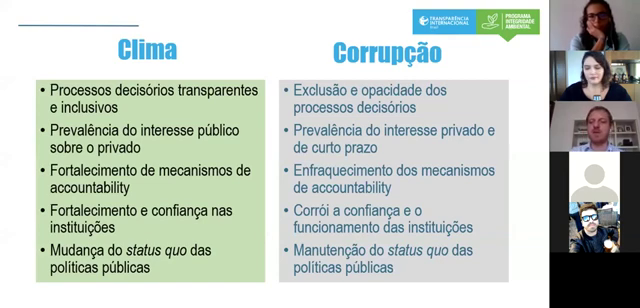 TRANSPARÊNCIA
INTERNACIONAL
PROGRAMA
INTEGRIDADE
AMBIENTAL
Clima
• Processos decisórios transparentes
e inclusivos
• Prevalência do interesse público
sobre o privado
• Fortalecimento de mecanismos de
accountability
• Fortalecimento e confiança nas
instituições
• Mudança do status quo das
políticas públicas
Corrupção
• Exclusão e opacidade dos
processos decisórios
• Prevalência do interesse privado e
de curto prazo
• Enfraquecimento dos mecanismos
de accountability
• Corrói a confiança e o
funcionamento das instituições
• Manutenção do status quo das
políticas públicas